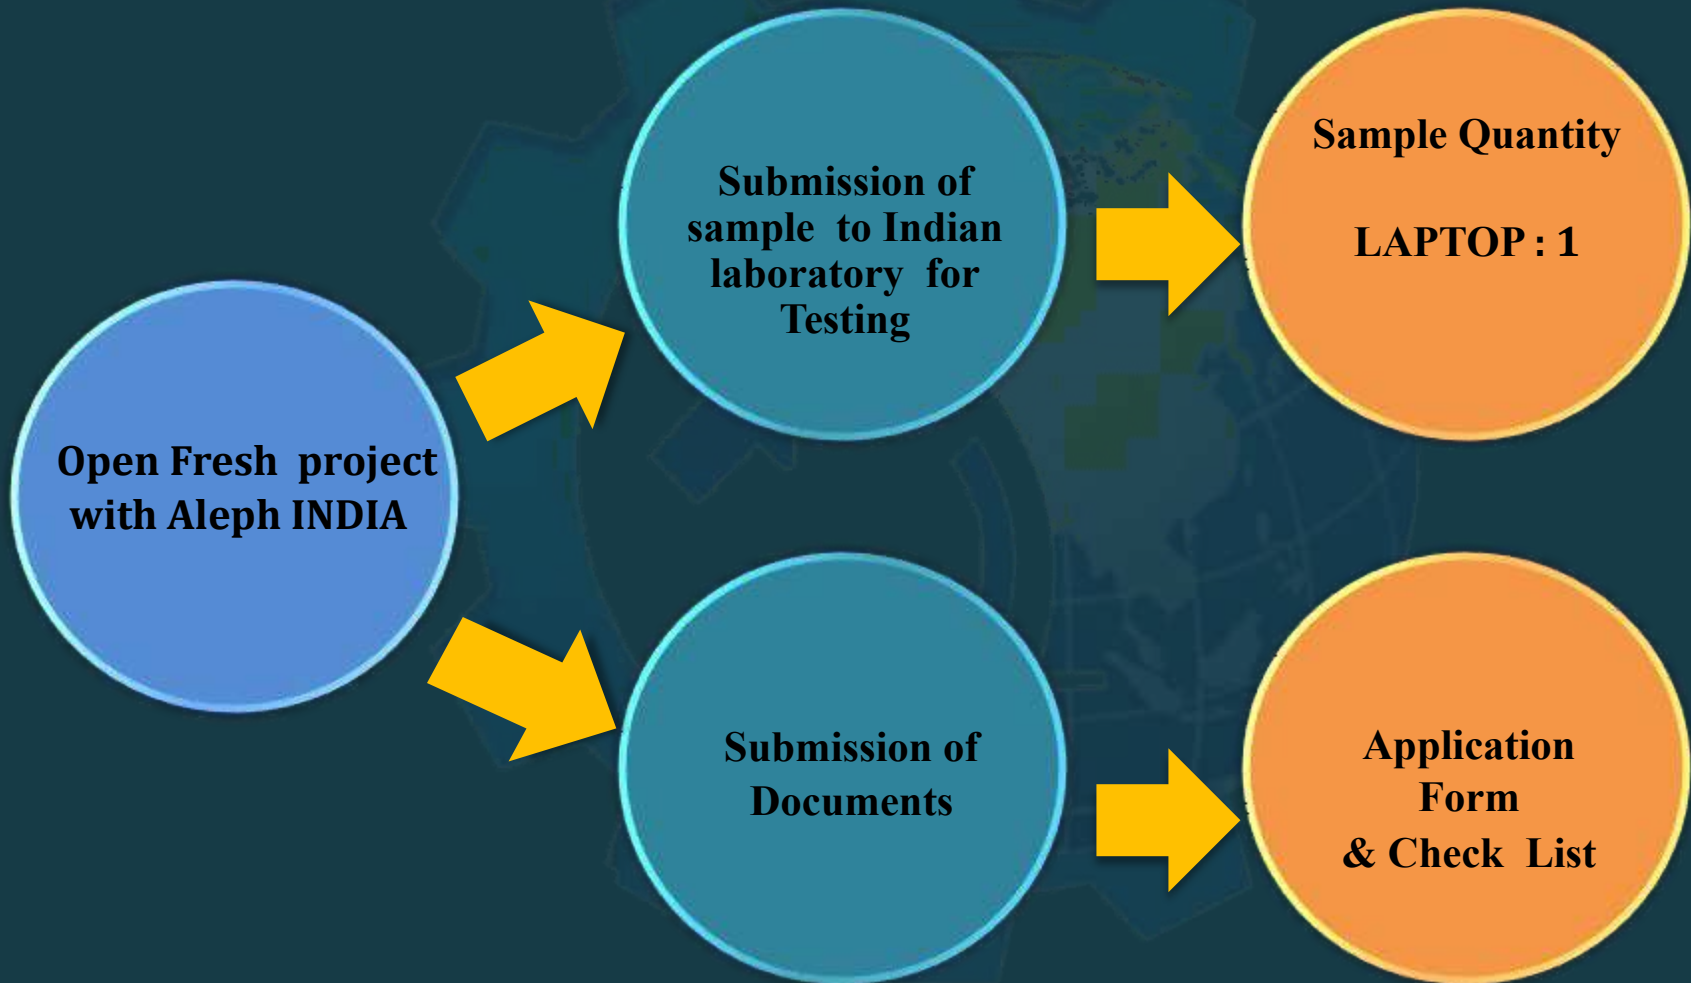 Open Fresh project
with Aleph INDIA
Submission of
sample to Indian
laboratory for
Testing
Sample Quantity
LAPTOP : 1
Submission of
Documents
Application
Form
& Check List